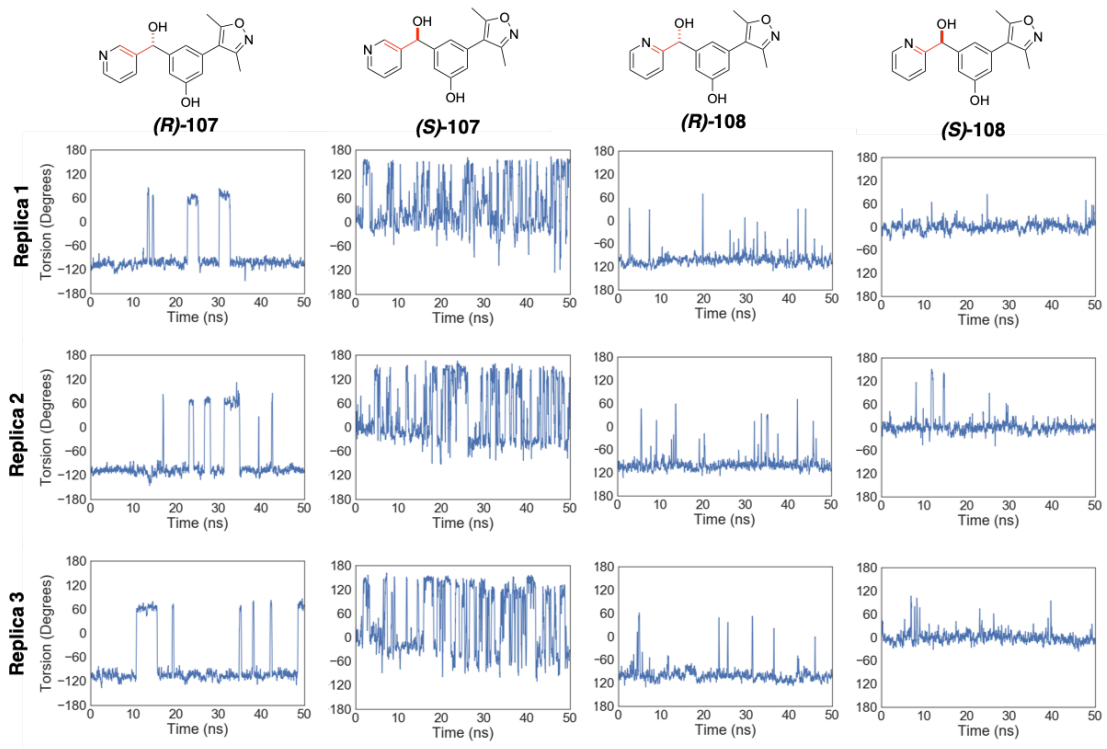 OH
N
OH
O
N
(R)-107
OH
N
OH
O
N
(S)-107
OH
N
OH
O
N
(R)-108
OH
N
OH
O
N
(S)-108
Replica 1
Torsion (Degrees)
180
120
60
0
−60
−120
−180
0 10 20 30 40 50
Time (ns)
180
120
60
0
−60
120
180
0 10 20 30 40 50
Time (ns)
180
120
60
0
−60
120
180
0 10 20 30 40 50
Time (ns)
180
120
60
0
60
120
180
0 10 20 30 40 50
Time (ns)
Replica 2
Torsion (Degrees)
180
120
60
0
−60
−120
−180
0 10 20 30 40 50
Time (ns)
180
120
60
0
−60
120
180
0 10 20 30 40 50
Time (ns)
180
120
60
0
60
120
180
0 10 20 30 40 50
Time (ns)
180
120
60
0
60
120
180
0 10 20 30 40 50
Time (ns)
Replica 3
Torsion (Degrees)
180
120
60
0
−60
−120
−180
0 10 20 30 40 50
Time (ns)
180
120
60
0
−60
120
180
0 10 20 30 40 50
Time (ns)
180
120
60
0
−60
120
180
0 10 20 30 40 50
Time (ns)
180
120
60
0
60
120
180
0 10 20 30 40 50
Time (ns)